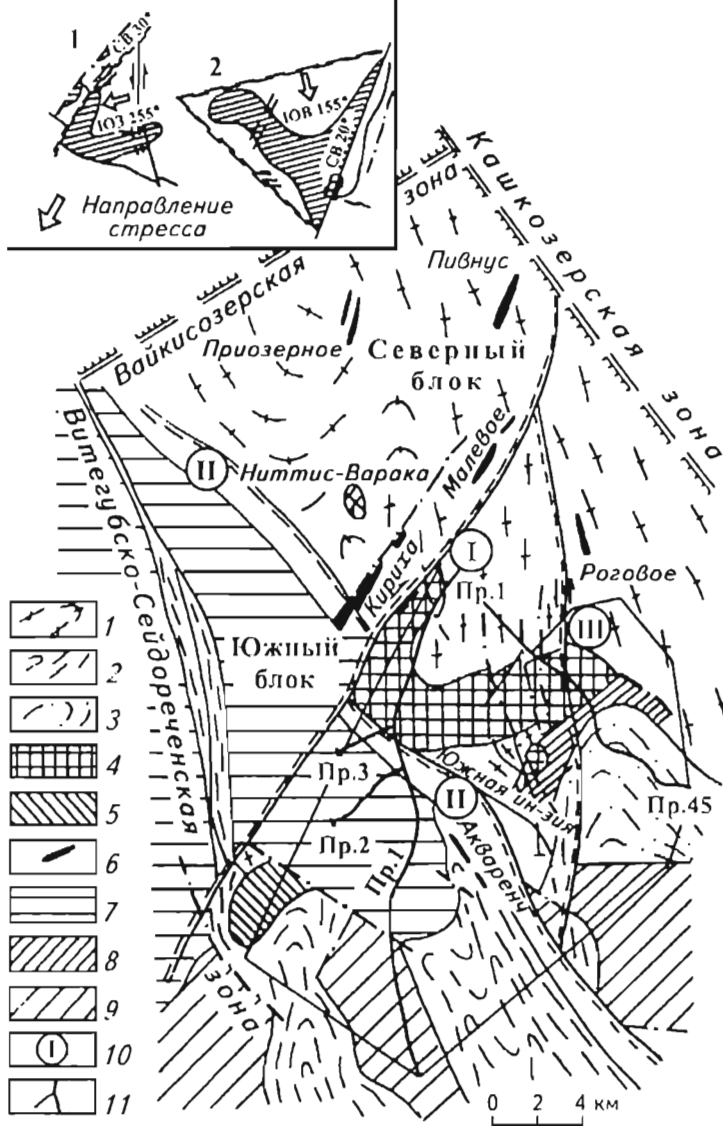 1
СВ 30°
ЮЗ 255°
2
ЮВ 155°
СВ 20°
Направление
стресса
Вайкисозерская зона
Кашкозерская зона
Пивнус
Приозерное
Северный
блок
Витегубско-Сейдореченская зона
II
Ниттис-Варака
Малевое
Кириха
I
Пр.1
Роговое
III
Южный
блок
Южная ин-зия
Пр.3
II
Пр.45
Пр.2
Пр.1
Акваренч
1
2
3
4
5
6
7
8
9
I 10
11
0 2 4 км